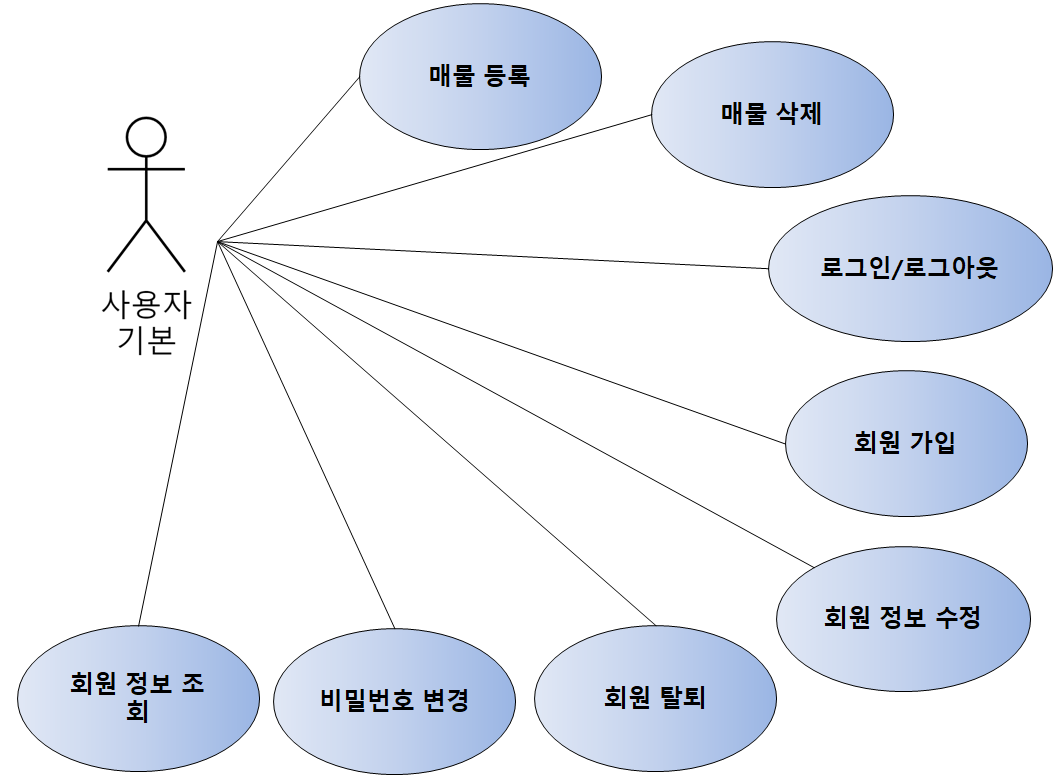 매물 등록
매물 삭제
로그인/로그아웃
사용자
기본
회원 가입
회원 정보 수정
회원 정보 조
회
비밀번호 변경
회원 탈퇴